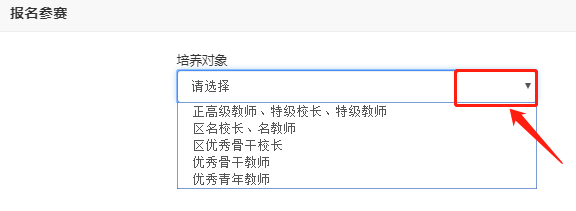 报名参赛
培养对象
请选择
正高级教师、特级校长、特级教师
区名校长、名教师
区优秀骨干校长
优秀骨干教师
优秀青年教师